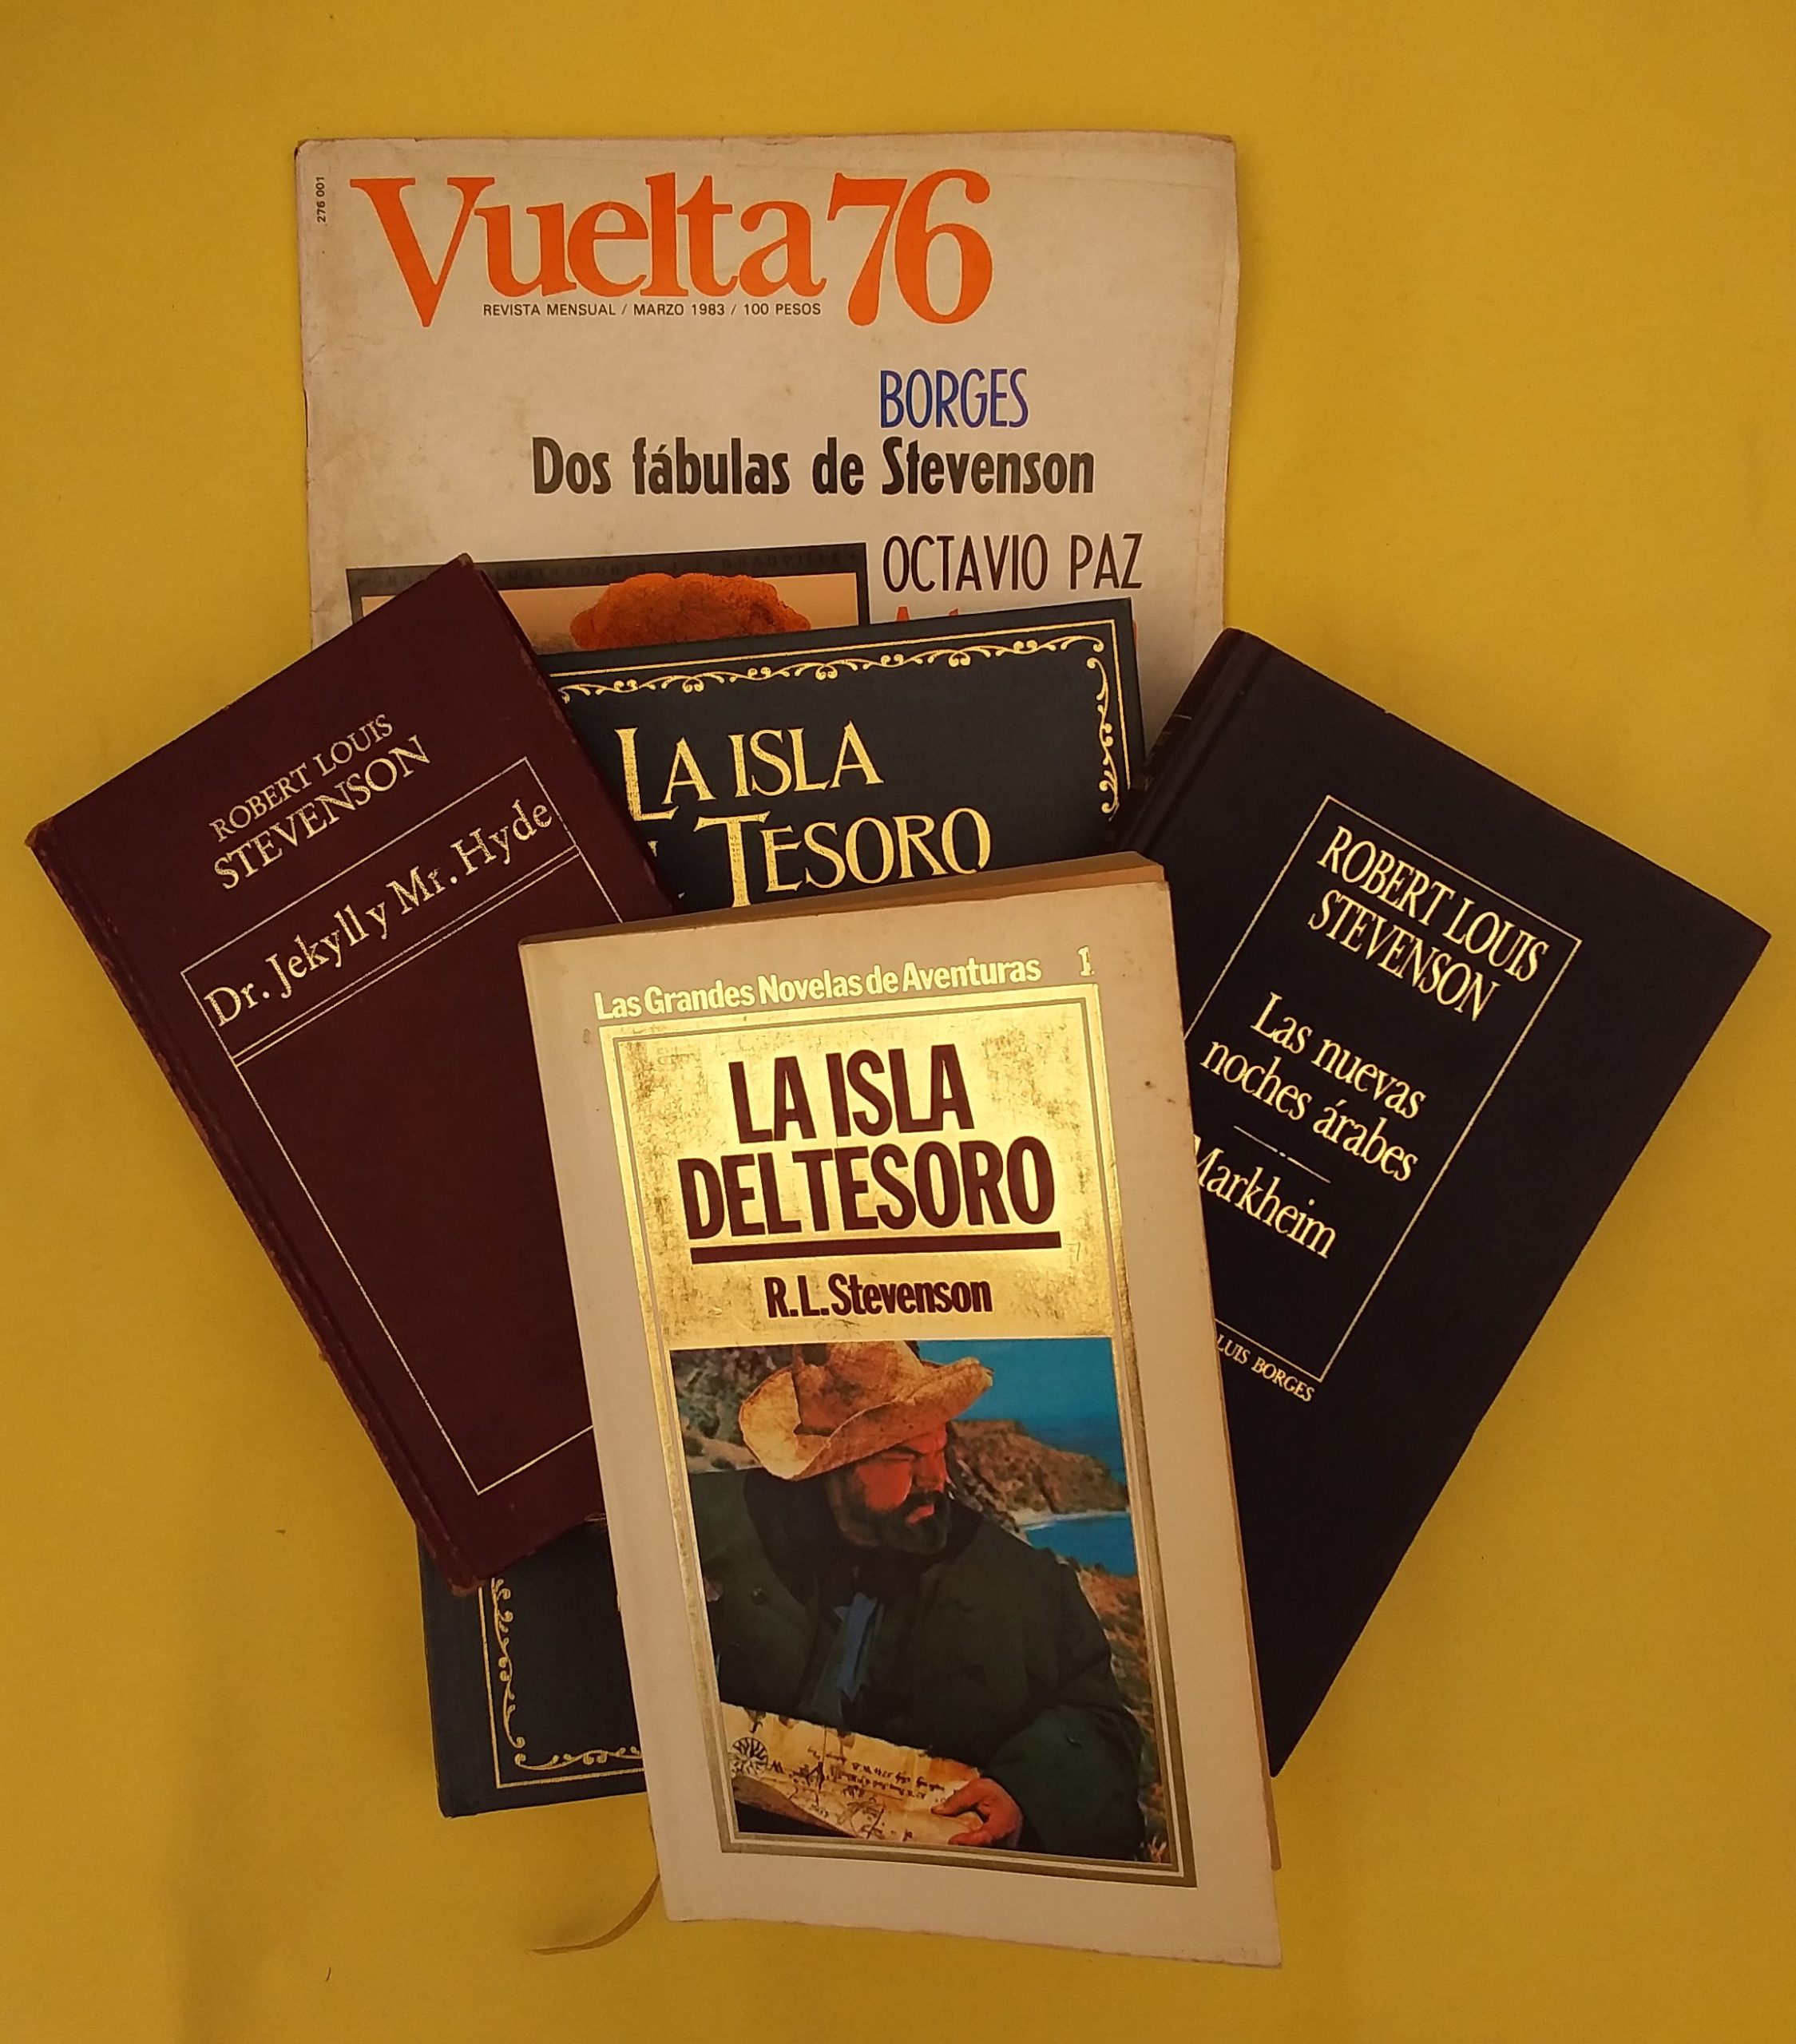 276 001
Vuelta 76
REVISTA MENSUAL / MARZO 1983 / 100 PESOS
BORGES
Dos fábulas de Stevenson
OCTAVIO PAZ
ROBERT LOUIS
STEVENSON
Dr. Jekyll y Mr. Hyde
LA ISLA
TESORO
ROBERT LOUIS
STEVENSON
Las nuevas
noches árabes
Markheim
LUIS BORGES
Las Grandes Novelas de Aventuras 1
LA ISLA
DEL TESORO
R.L. Stevenson